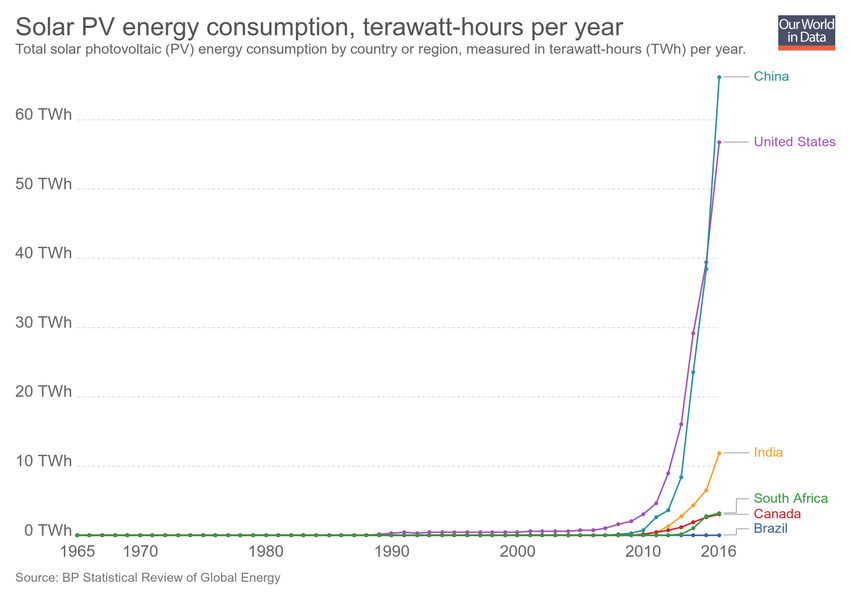 Solar PV energy consumption, terawatt-hours per year
Total solar photovoltaic (PV) energy consumption by country or region, measured in terawatt-hours (TWh) per year.
Our World
in Data
China
60 TWh
United States
50 TWh
40 TWh
30 TWh
20 TWh
10 TWh
India
South Africa
Canada
Brazil
0 TWh
1965 1970 1980 1990 2000 2010 2016
Source: BP Statistical Review of Global Energy